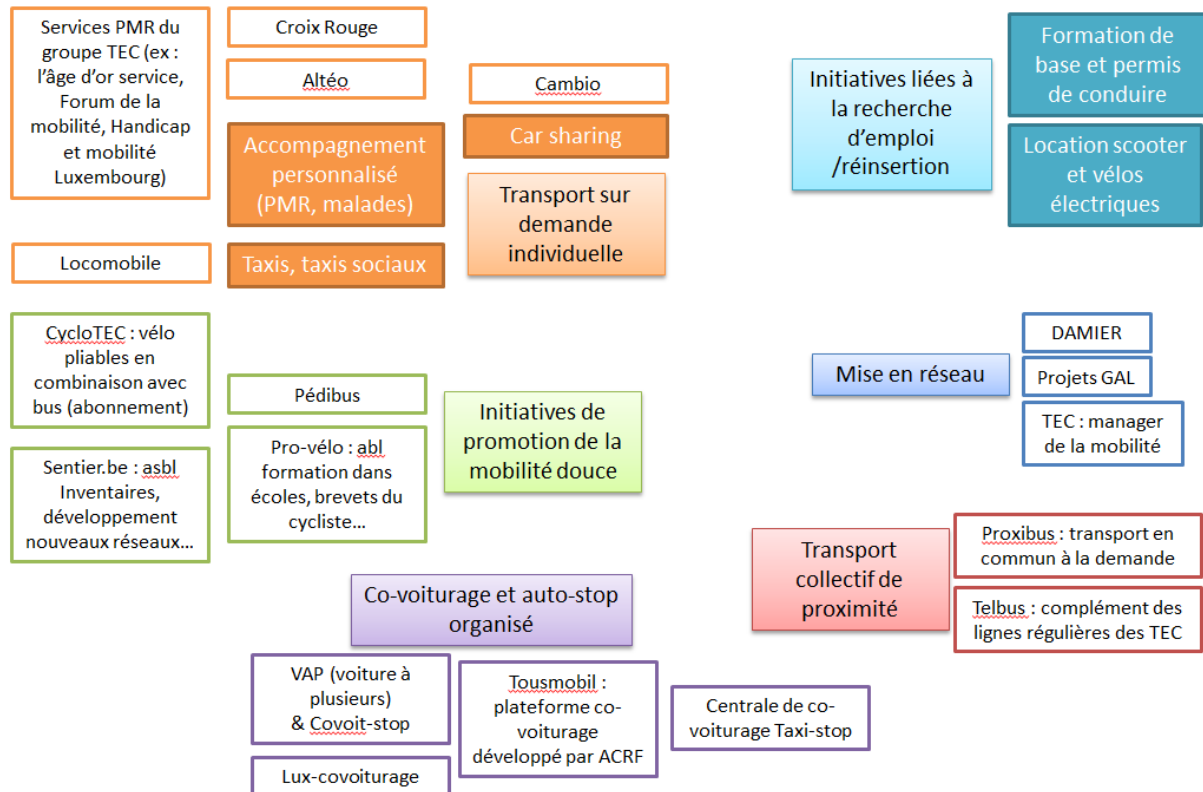 Services PMR du
groupe TEC (ex :
l’âge d’or service,
Forum de la
mobilité, Handicap
et mobilité
Luxembourg)
Croix Rouge
Altéo
Accompagnement
personnalisé
(PMR, malades)
Cambio
Car sharing
Transport sur
demande
individuelle
Locomobile
Taxis, taxis sociaux
Initiatives liées à
la recherche
d’emploi
/réinsertion
Formation de
base et permis
de conduire
Location scooter
et vélos
électriques
CycloTEC : vélo
pliables en
combinaison avec
bus (abonnement)
Pédibus
Sentier.be : asbl
Inventaires,
développement
nouveaux réseaux...
Pro-vélo : abl
formation dans
écoles, brevets du
cycliste...
Initiatives de
promotion de la
mobilité douce
Mise en réseau
DAMIER
Projets GAL
TEC : manager
de la mobilité
Transport
collectif de
proximité
Proxibus : transport en
commun à la demande
Telbus : complément des
lignes régulières des TEC
Co-voiturage et auto-stop
organisé
VAP (voiture à
plusieurs)
& Covoit-stop
Lux-covoiturage
Tousmobil :
plateforme co-
voiturage
développé par ACRF
Centrale de co-
voiturage Taxi-stop